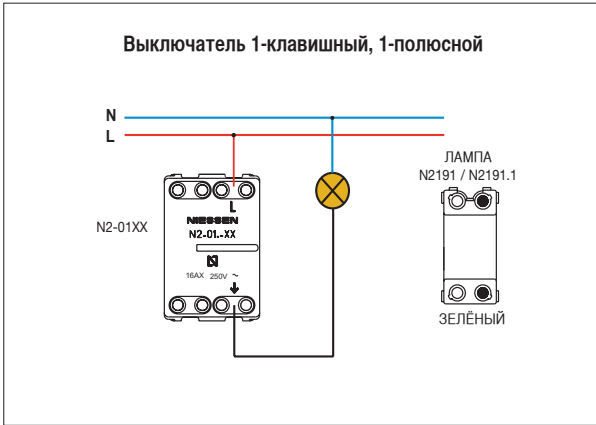 Выключатель 1-клавишный, 1-полюсной
N
L
ЛАМПА
N2191 / N2191.1
N2-01XX
L
NIESSEN
N2-01.-XX
N
16AX 250V ~
ЗЕЛЁНЫЙ